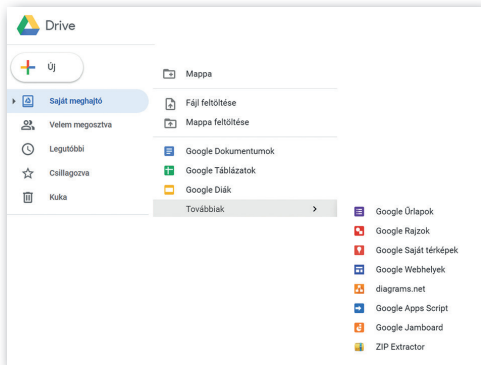 Drive
Új
Saját meghajtó
Velem megosztva
Legutóbbi
Csillagozva
Kuka
Mappa
Fájl feltöltése
Mappa feltöltése
Google Dokumentumok
Google Táblázatok
Google Diák
Továbbiak
Google Űrlapok
Google Rajzok
Google Saját térképek
Google Webhelyek
diagrams.net
Google Apps Script
Google Jamboard
ZIP Extractor